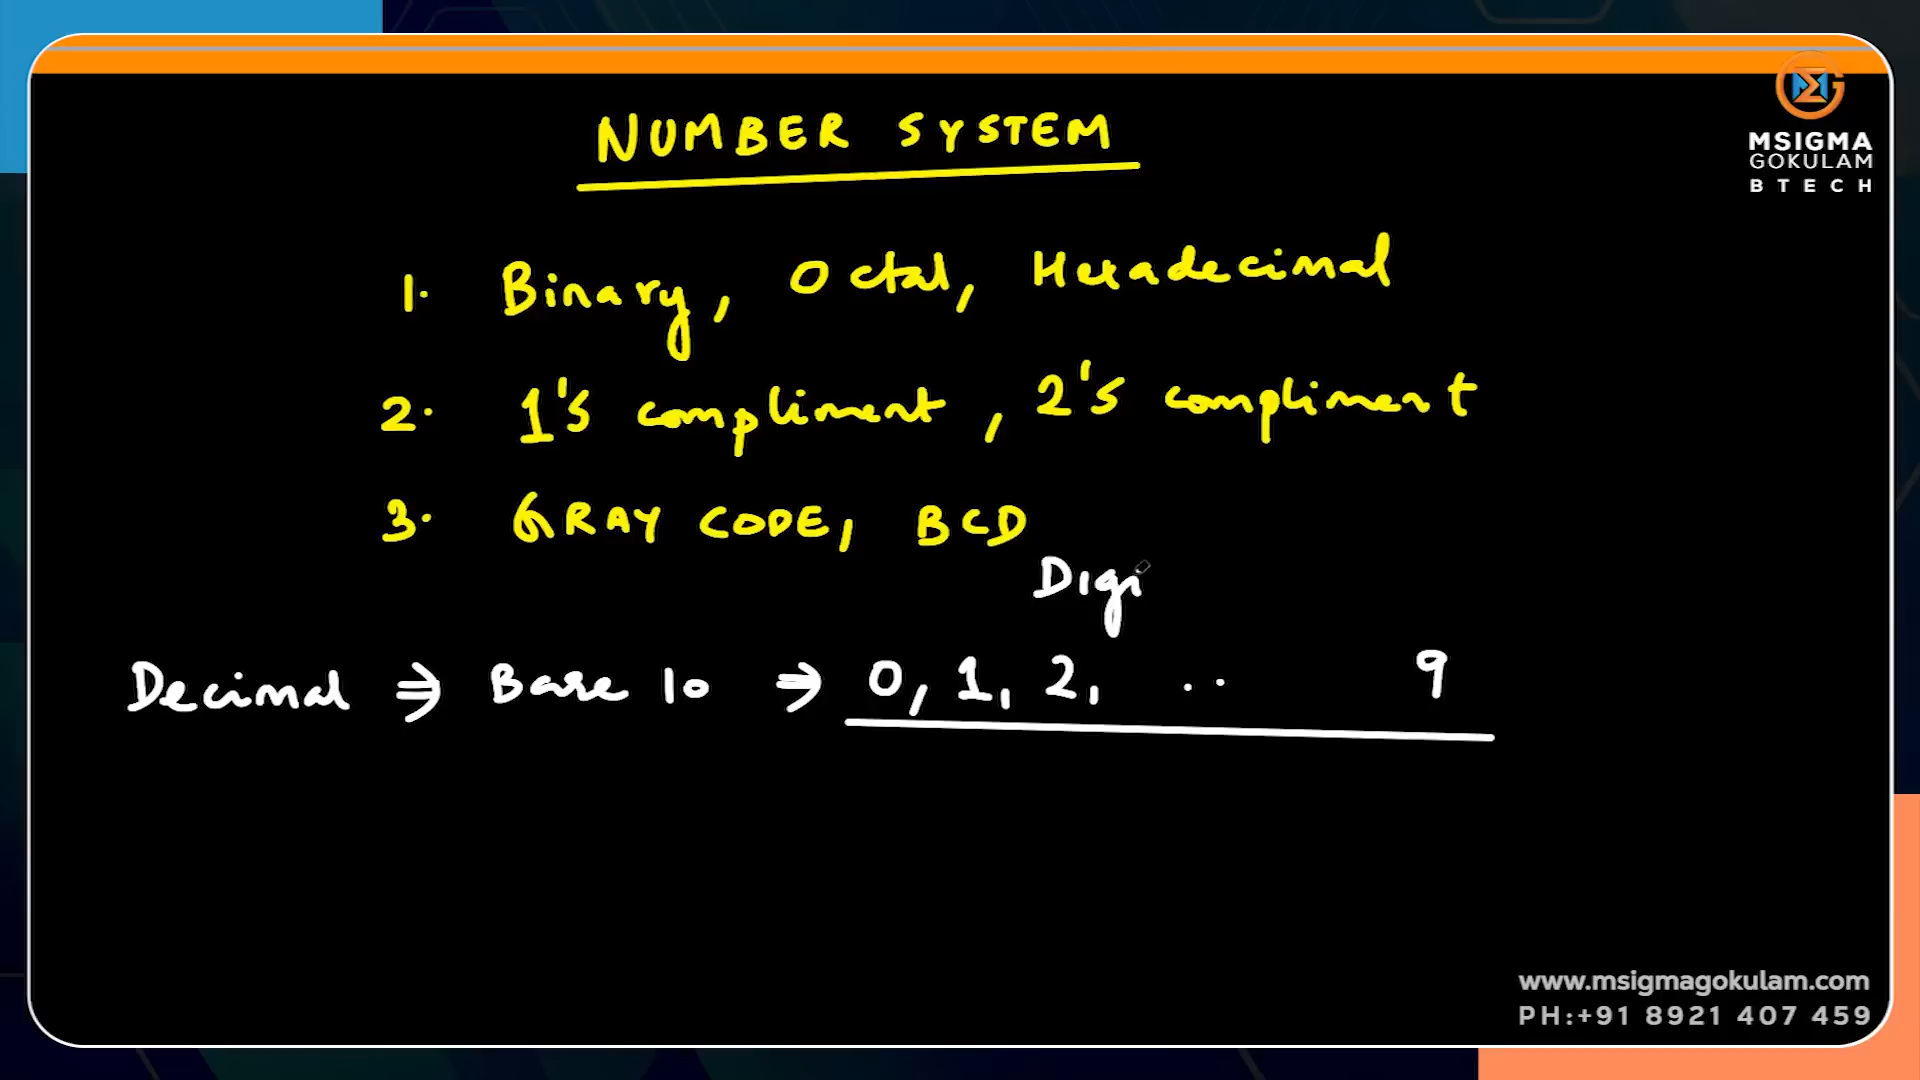 MSIGMA
GOKULAM
BTECH
NUMBER SYSTEM
1. Binary, Octal, Hexadecimal
2. 1's compliment, 2's compliment
3. GRAY CODE, BCD
Digi
Decimal ⇒ Base 10 ⇒ 0, 1, 2, .. 9
www.msigmagokulam.com
PH:+91 8921 407 459